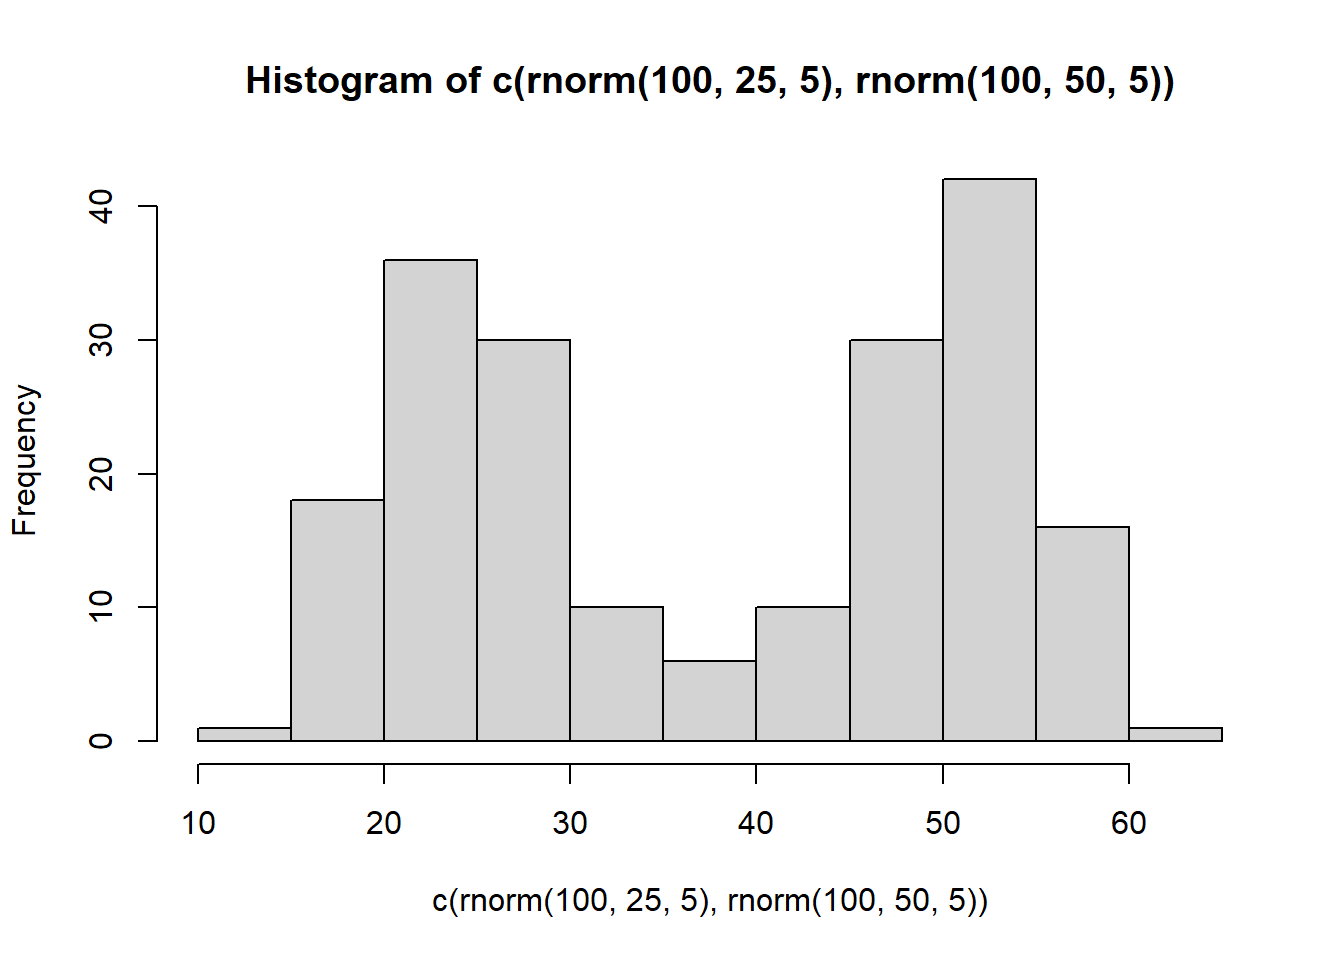 Histogram of c(rnorm(100, 25, 5), rnorm(100, 50, 5))
Frequency
40
30
20
10
0
10 20 30 40 50 60
c(rnorm(100, 25, 5), rnorm(100, 50, 5))